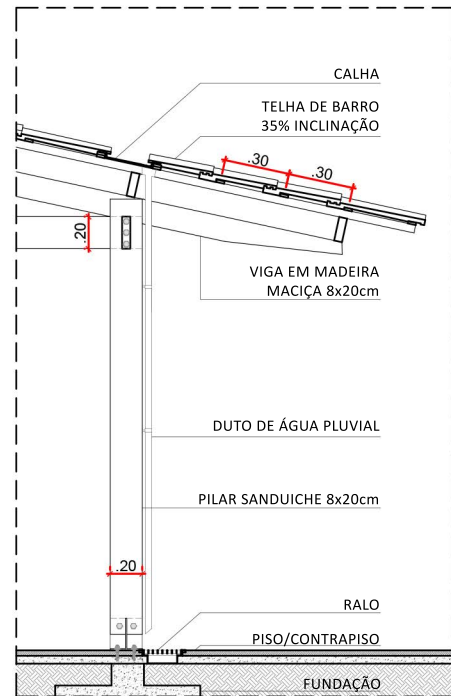 CALHA
TELHA DE BARRO
35% INCLINAÇÃO
.30
.30
.20
VIGA EM MADEIRA
MACIÇA 8x20cm
DUTO DE ÁGUA PLUVIAL
PILAR SANDUICHE 8x20cm
.20
RALO
PISO/CONTRAPISO
FUNDAÇÃO